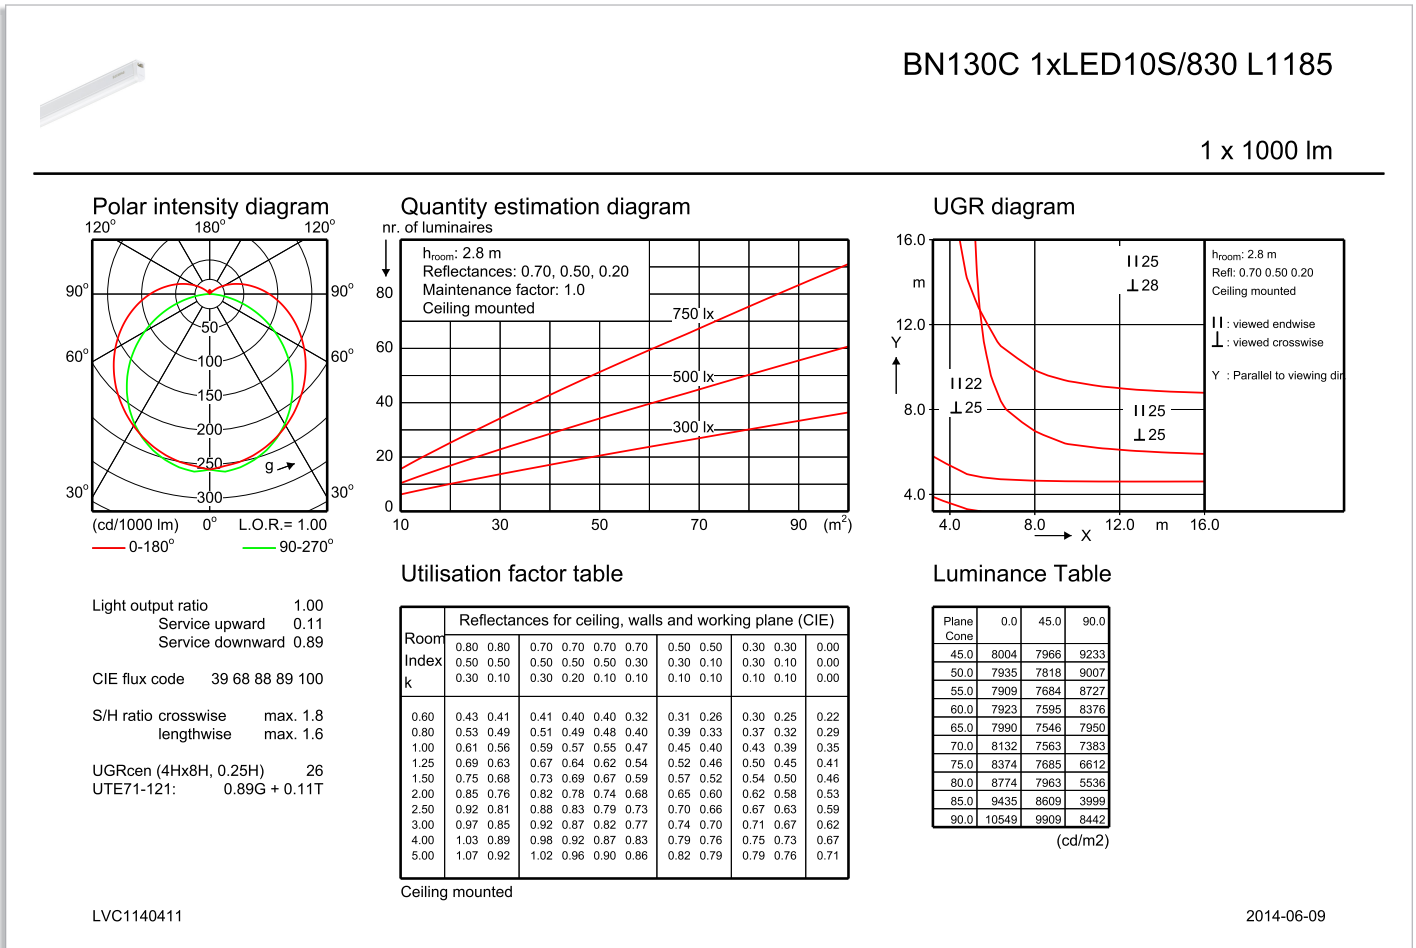 BN130C 1xLED10S/830 L1185
1 x 1000 lm
Polar intensity diagram
120° 180° 120°
90° 90°
60° 60°
30° 30°
50
100
150
200
250
300
g
(cd/1000 lm) 0° L.O.R.= 1.00
0-180° 90-270°
Quantity estimation diagram
nr. of luminaires
hroom: 2.8 m
Reflectances: 0.70, 0.50, 0.20
Maintenance factor: 1.0
Ceiling mounted
80
60
40
20
0
750 lx
500 lx
300 lx
10 30 50 70 90 (m²)
UGR diagram
16.0
m
12.0
Y
8.0
4.0
II 25
⊥ 28
II 22
⊥ 25
II 25
⊥ 25
4.0 8.0 12.0 m 16.0
X
hroom: 2.8 m
Refl: 0.70 0.50 0.20
Ceiling mounted
II : viewed endwise
⊥ : viewed crosswise
Y : Parallel to viewing dir
Light output ratio 1.00
Service upward 0.11
Service downward 0.89
CIE flux code 39 68 88 89 100
S/H ratio crosswise max. 1.8
lengthwise max. 1.6
UGRcen (4Hx8H, 0.25H) 26
UTE71-121: 0.89G + 0.11T
Utilisation factor table
Room
Index
k
Reflectances for ceiling, walls and working plane (CIE)
0.80 0.80 0.70 0.70 0.70 0.70 0.50 0.50 0.30 0.30 0.00
0.50 0.50 0.50 0.50 0.50 0.30 0.30 0.10 0.30 0.10 0.00
0.30 0.10 0.30 0.20 0.10 0.10 0.10 0.10 0.10 0.10 0.00
0.60 0.43 0.41 0.41 0.40 0.40 0.32 0.31 0.26 0.30 0.25 0.22
0.80 0.53 0.49 0.51 0.49 0.48 0.40 0.39 0.33 0.37 0.32 0.29
1.00 0.61 0.56 0.59 0.57 0.55 0.47 0.45 0.40 0.43 0.39 0.35
1.25 0.69 0.63 0.67 0.64 0.62 0.54 0.52 0.46 0.50 0.45 0.41
1.50 0.75 0.68 0.73 0.69 0.67 0.59 0.57 0.52 0.54 0.50 0.46
2.00 0.85 0.76 0.82 0.78 0.74 0.68 0.65 0.60 0.62 0.58 0.53
2.50 0.92 0.81 0.88 0.83 0.79 0.73 0.70 0.66 0.67 0.63 0.59
3.00 0.97 0.85 0.92 0.87 0.82 0.77 0.74 0.70 0.71 0.67 0.62
4.00 1.03 0.89 0.98 0.92 0.87 0.83 0.79 0.76 0.75 0.73 0.67
5.00 1.07 0.92 1.02 0.96 0.90 0.86 0.82 0.79 0.79 0.76 0.71
Ceiling mounted
Luminance Table
Plane 0.0 45.0 90.0
Cone
45.0 8004 7966 9233
50.0 7935 7818 9007
55.0 7909 7684 8727
60.0 7923 7595 8376
65.0 7990 7546 7950
70.0 8132 7563 7383
75.0 8374 7685 6612
80.0 8774 7963 5536
85.0 9435 8609 3999
90.0 10549 9909 8442
(cd/m2)
LVC1140411
2014-06-09